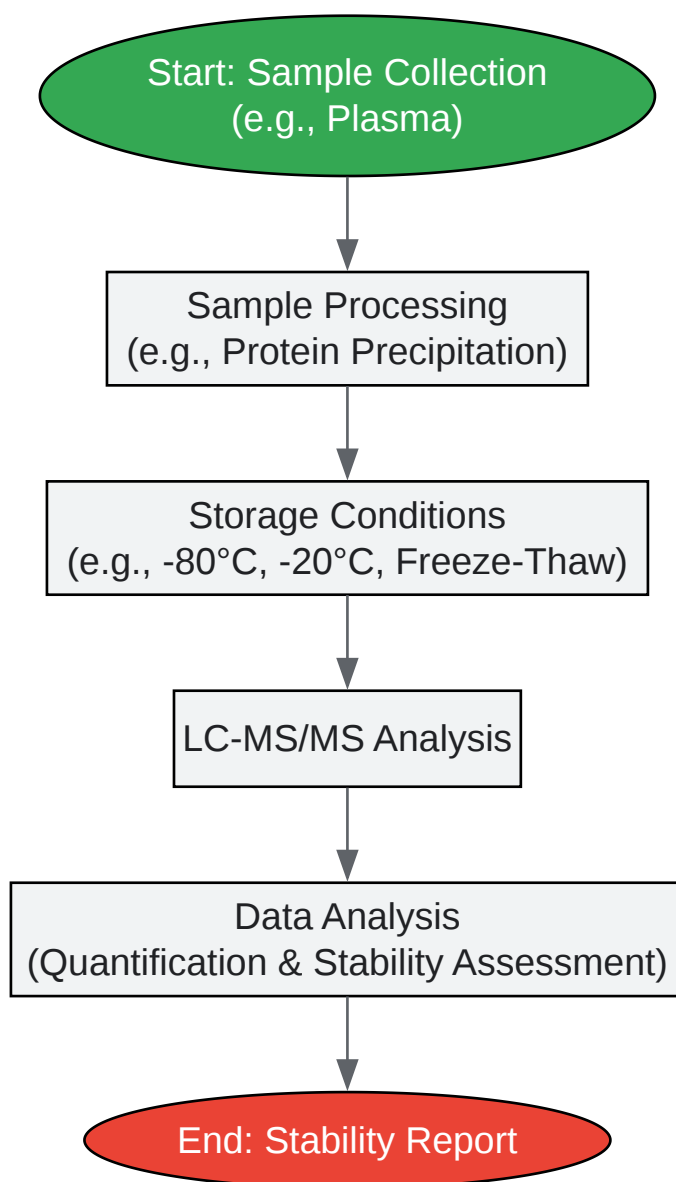 Start: Sample Collection
(e.g., Plasma)
Sample Processing
(e.g., Protein Precipitation)
Storage Conditions
(e.g., -80°C, -20°C, Freeze-Thaw)
LC-MS/MS Analysis
Data Analysis
(Quantification & Stability Assessment)
End: Stability Report